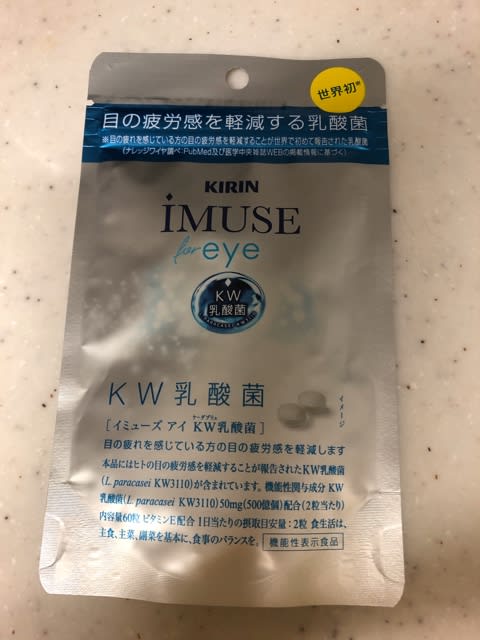 世界初※
目の疲労感を軽減する乳酸菌
※目の疲れを感じている方の目の疲労感を軽減することが世界で初めて報告された乳酸菌
(ナレッジワイヤ調べ:PubMed及び医学中央雑誌WEBの掲載情報に基づく)
KIRIN
iMUSE
for eye
KW
乳酸菌
L.PARACASEI KW3110
KW乳酸菌
イメージ
ケーダブリュ
[イミューズ アイ KW乳酸菌]
目の疲れを感じている方の目の疲労感を軽減します
本品にはヒトの目の疲労感を軽減することが報告されたKW乳酸菌
(L. paracasei KW3110)が含まれています。機能性関与成分 KW
乳酸菌(L. paracasei KW3110)50mg(500億個)配合(2粒当たり)
内容量60粒 ビタミンE配合 1日当たりの摂取目安量:2粒 食生活は、
主食、主菜、副菜を基本に、食事のバランスを。 機能性表示食品